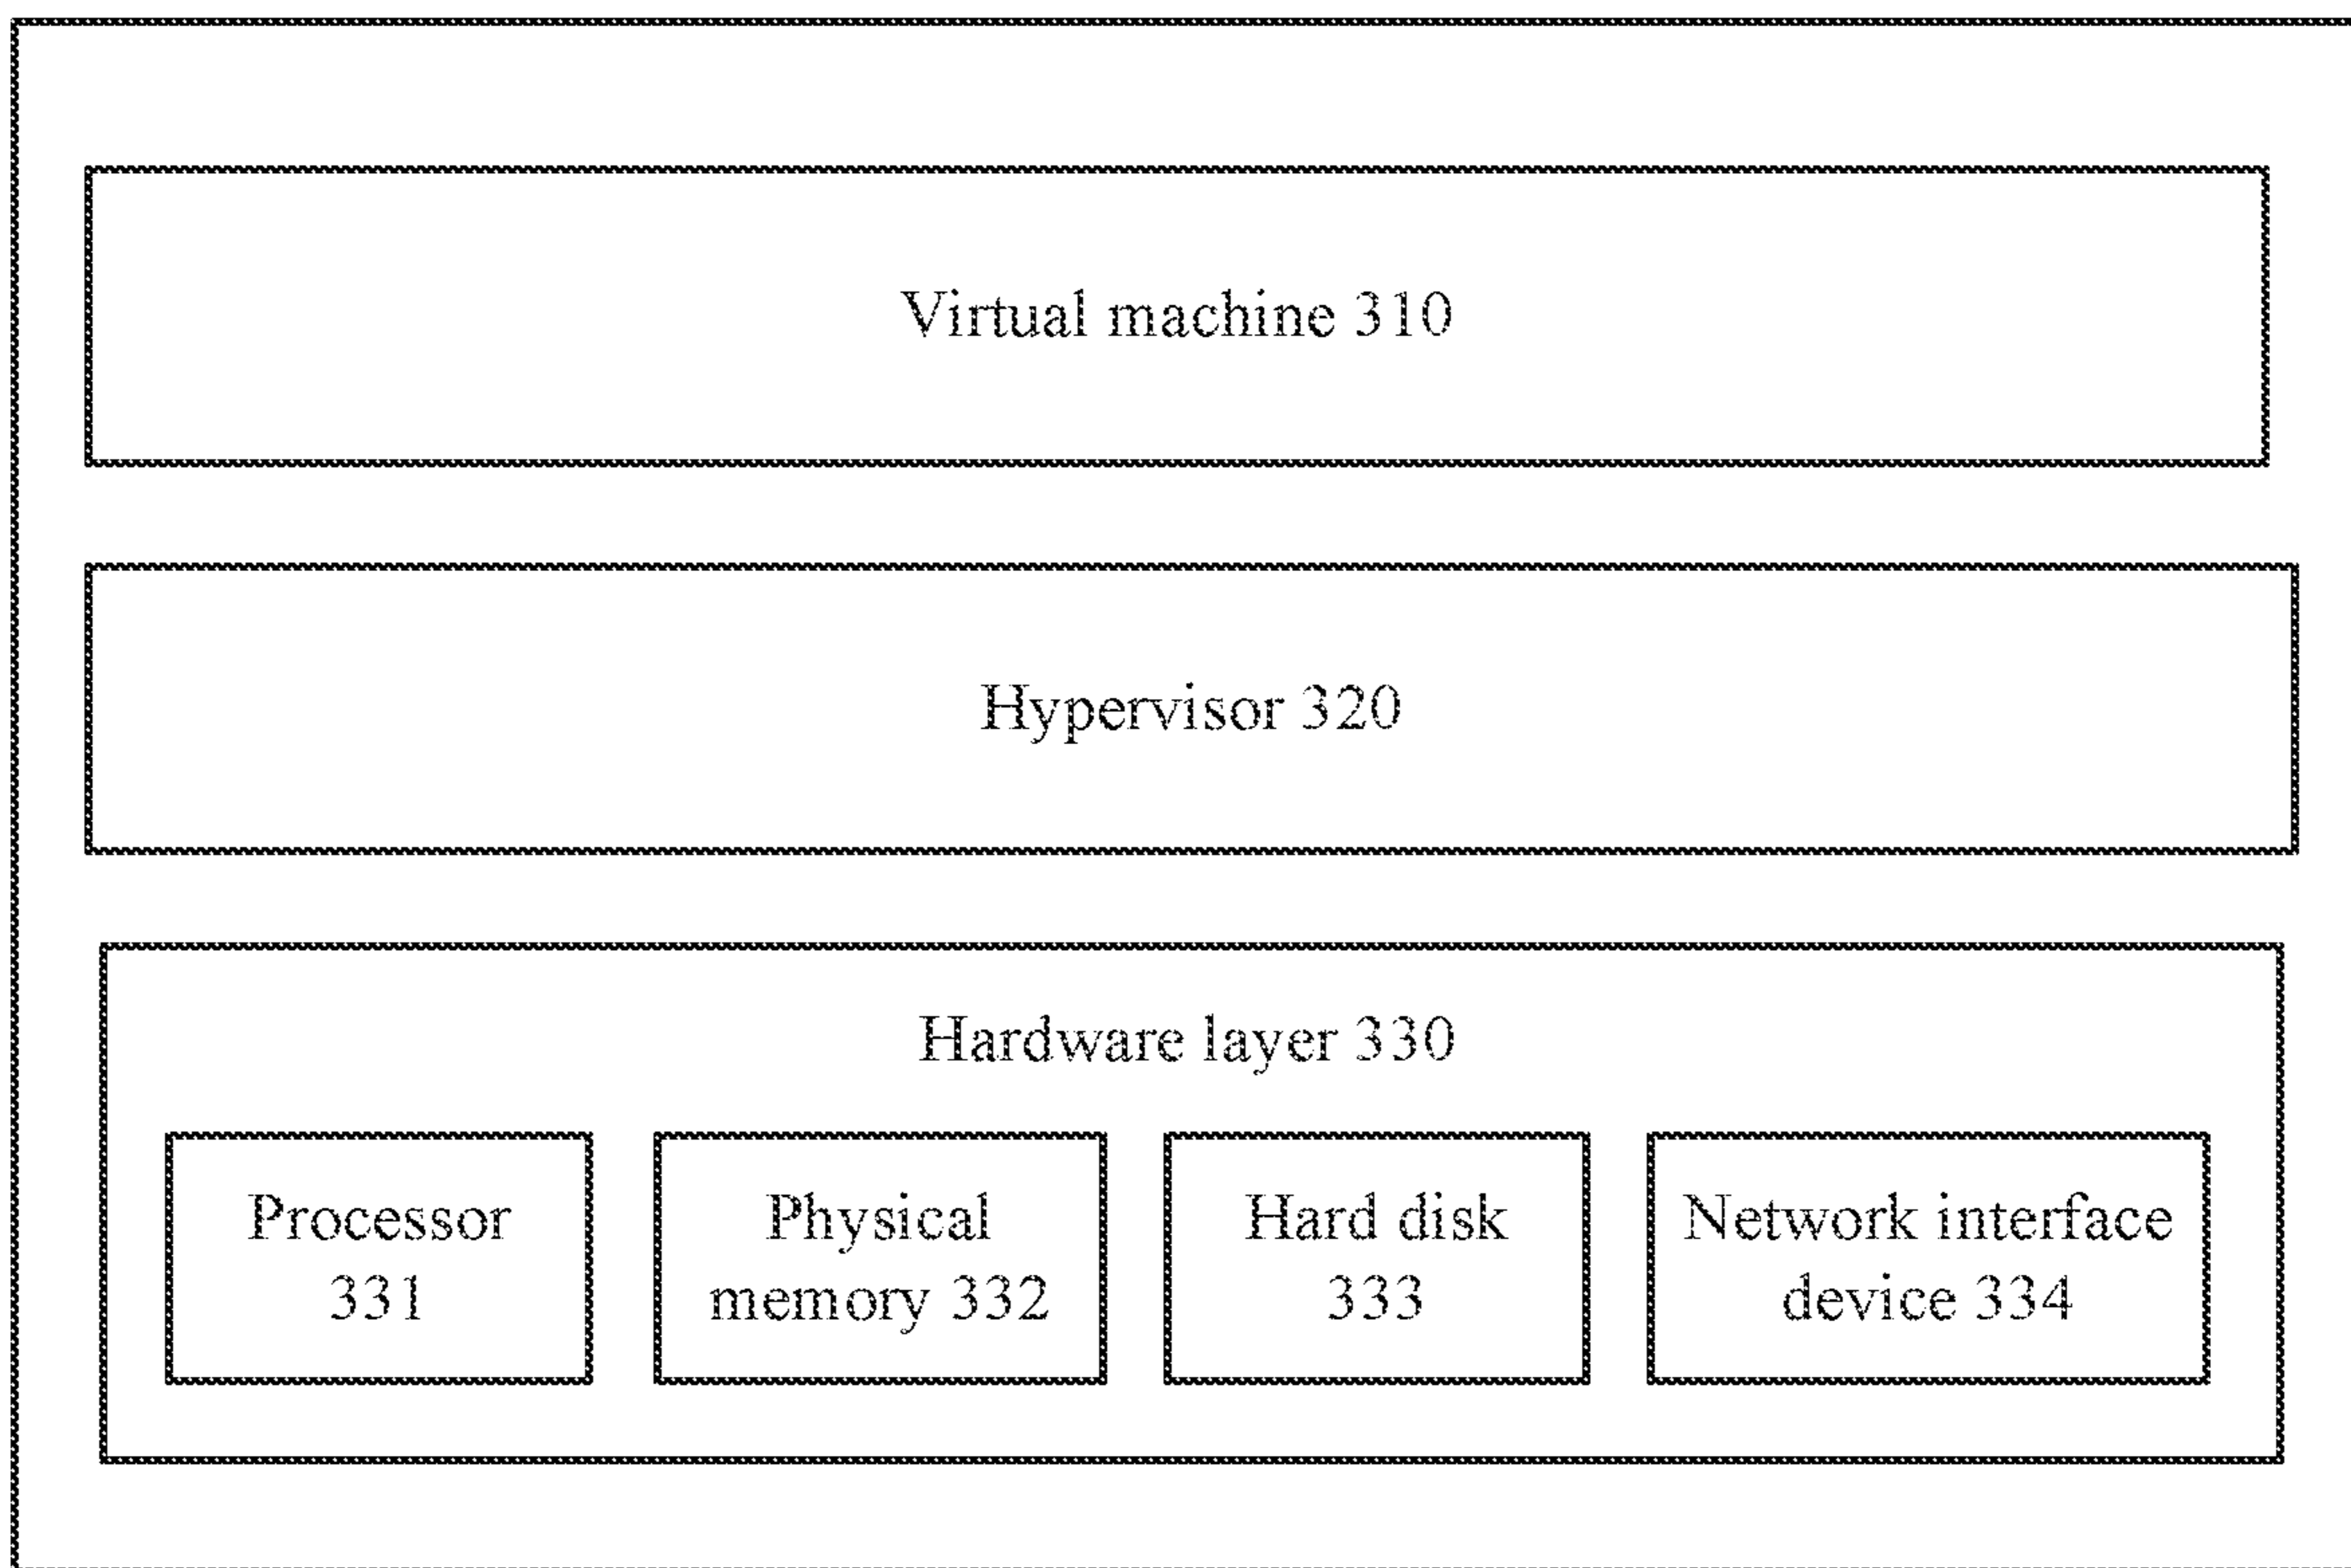 Virtual machine 310
Hypervisor 320
Hardware layer 330
Processor
331
Physical
memory 332
Hard disk
333
Network interface
device 334